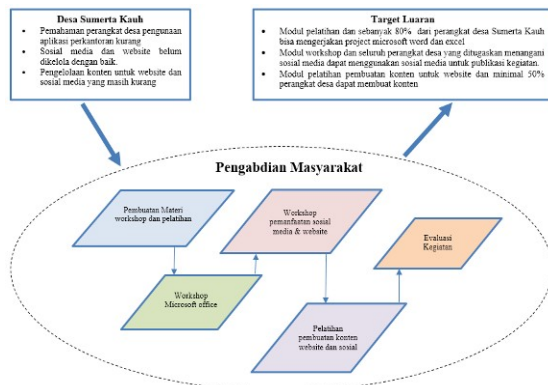 Desa Sumerta Kauh
• Pemahaman perangkat desa pengunaan
aplikasi perkantoran kurang
• Sosial media dan website belum
dikelola dengan baik.
• Pengelolaan konten untuk website dan
sosial media yang masih kurang
Target Luaran
• Modul pelatihan dan sebanyak 80% dari perangkat desa Sumerta Kauh
bisa mengerjakan project microsoft word dan excel
• Modul workshop dan seluruh perangkat desa yang ditugaskan menangani
sosial media dapat menggunakan sosial media untuk publikasi kegiatan.
• Modul pelatihan pembuatan konten untuk website dan minimal 50%
perangkat desa dapat membuat konten
Pengabdian Masyarakat
Pembuatan Materi
workshop dan pelatihan
Workshop
Microsoft office
Workshop
pemanfaatan sosial
media & website
Pelatihan
pembuatan konten
website dan sosial
Evaluasi
Kegiatan